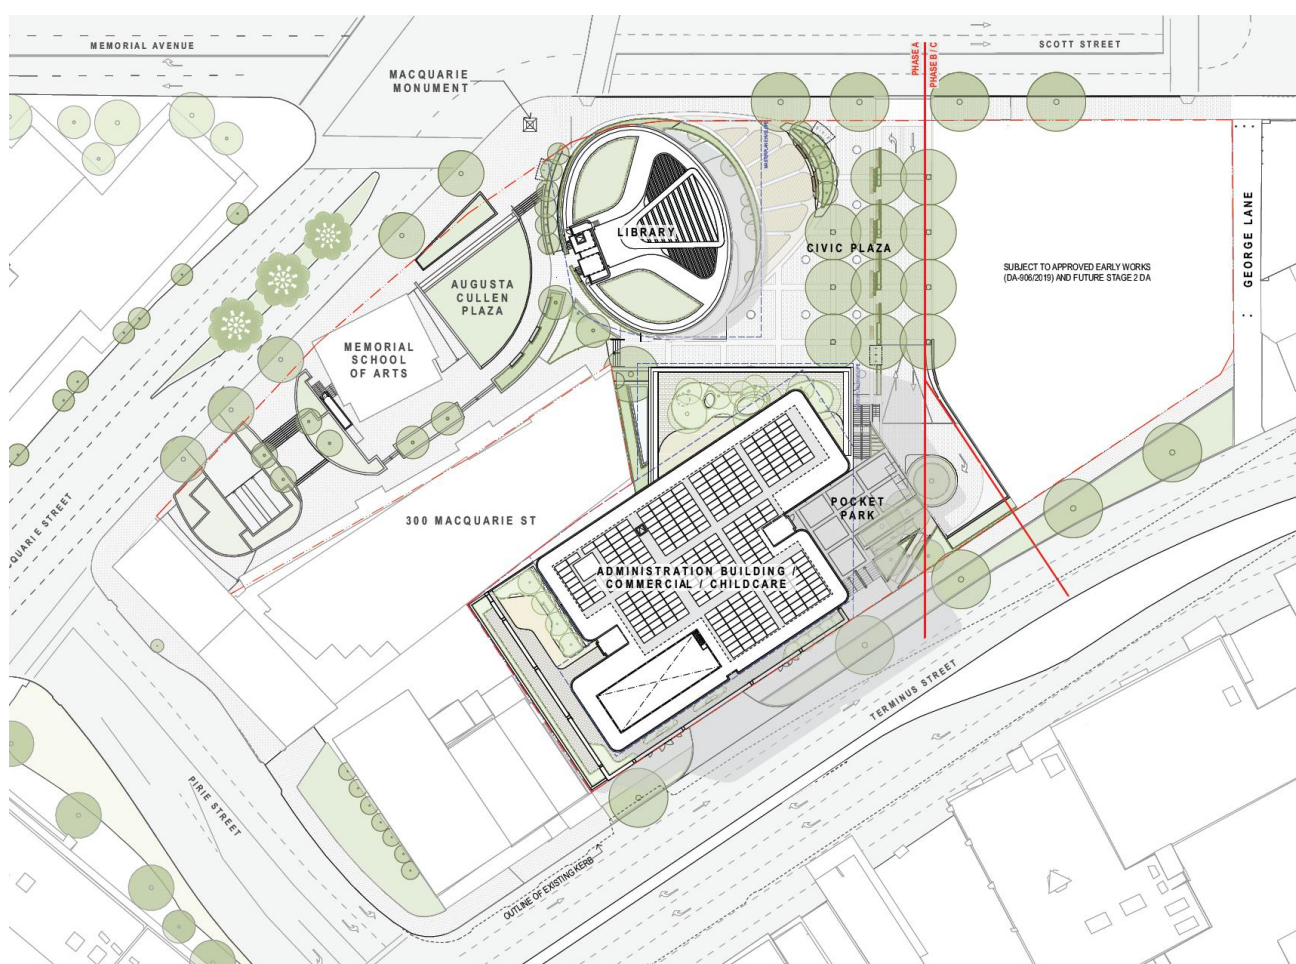 MEMORIAL AVENUE
SCOTT STREET
PHASE A
PHASE B / C
MACQUARIE
MONUMENT
LIBRARY
CIVIC PLAZA
GEORGE LANE
SUBJECT TO APPROVED EARLY WORKS
(DA-906/2019) AND FUTURE STAGE 2 DA
AUGUSTA
CULLEN
PLAZA
MEMORIAL
SCHOOL
OF ARTS
QUARIE STREET
300 MACQUARIE ST
POCKET
PARK
ADMINISTRATION BUILDING /
COMMERCIAL / CHILDCARE
TERMINUS STREET
PIRIE STREET
OUTLINE OF EXISTING KERB